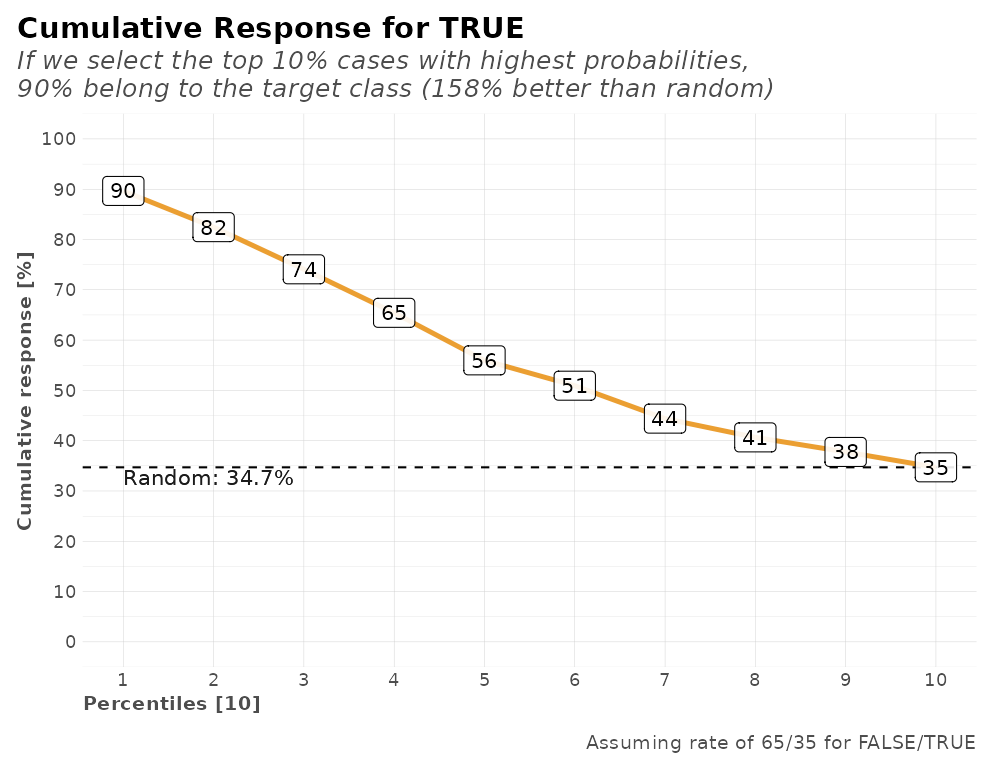 Cumulative Response for TRUE
If we select the top 10% cases with highest probabilities,
90% belong to the target class (158% better than random)
Cumulative response [%]
100
90
80
70
60
50
40
30
20
10
0
90
82
74
65
56
51
44
41
38
35
Random: 34.7%
1 2 3 4 5 6 7 8 9 10
Percentiles [10]
Assuming rate of 65/35 for FALSE/TRUE